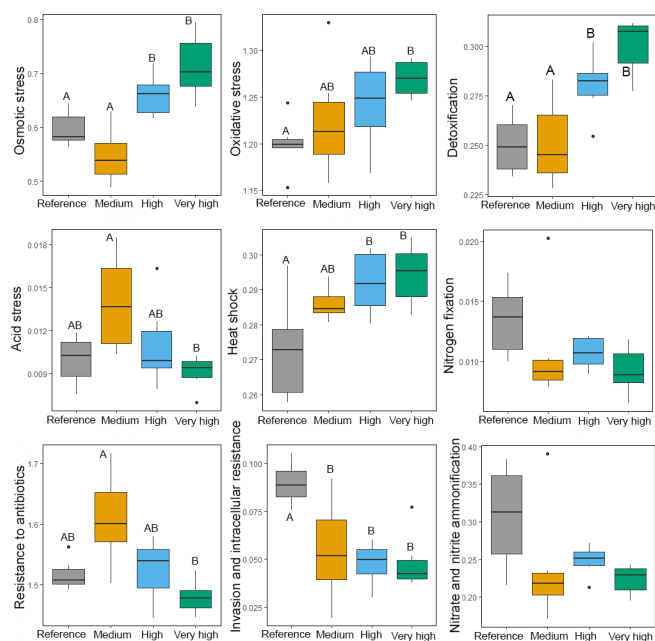 Osmotic stress
0.8
0.7
0.6
0.5
A
A
B
B
Reference Medium High Very high
Oxidative stress
1.30
1.25
1.20
1.15
A
AB
AB
B
Reference Medium High Very high
Detoxification
0.300
0.275
0.250
0.225
A
A
B
B
Reference Medium High Very high
Acid stress
0.018
0.015
0.012
0.009
AB
A
AB
B
Reference Medium High Very high
Heat shock
0.30
0.29
0.28
0.27
0.26
A
AB
B
B
Reference Medium High Very high
Nitrogen fixation
0.020
0.015
0.010
Reference Medium High Very high
Resistance to antibiotics
1.7
1.6
1.5
AB
A
AB
B
Reference Medium High Very high
Invasion and intracellular resistance
0.100
0.075
0.050
0.025
A
B
B
B
Reference Medium High Very high
Nitrate and nitrite ammonification
0.40
0.35
0.30
0.25
0.20
Reference Medium High Very high